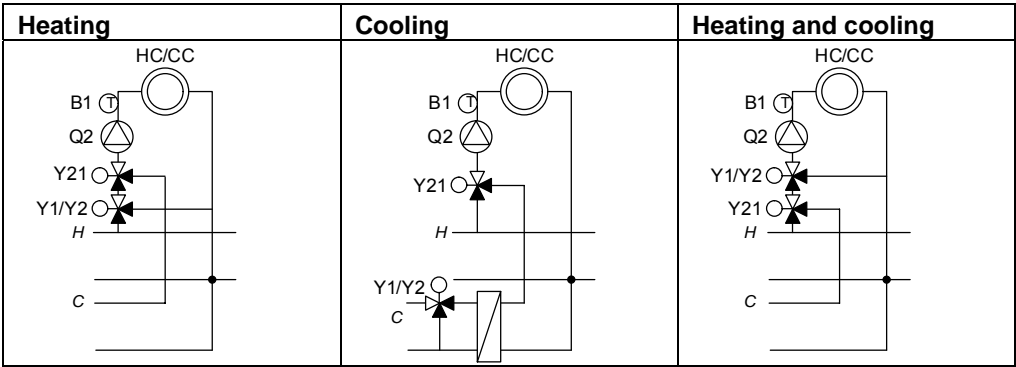 Heating
HC/CC
B1 T
Q2
Y21
Y1/Y2
H
C
Cooling
HC/CC
B1 T
Q2
Y21
H
Y1/Y2
C
Heating and cooling
HC/CC
B1 T
Q2
Y1/Y2
Y21
H
C